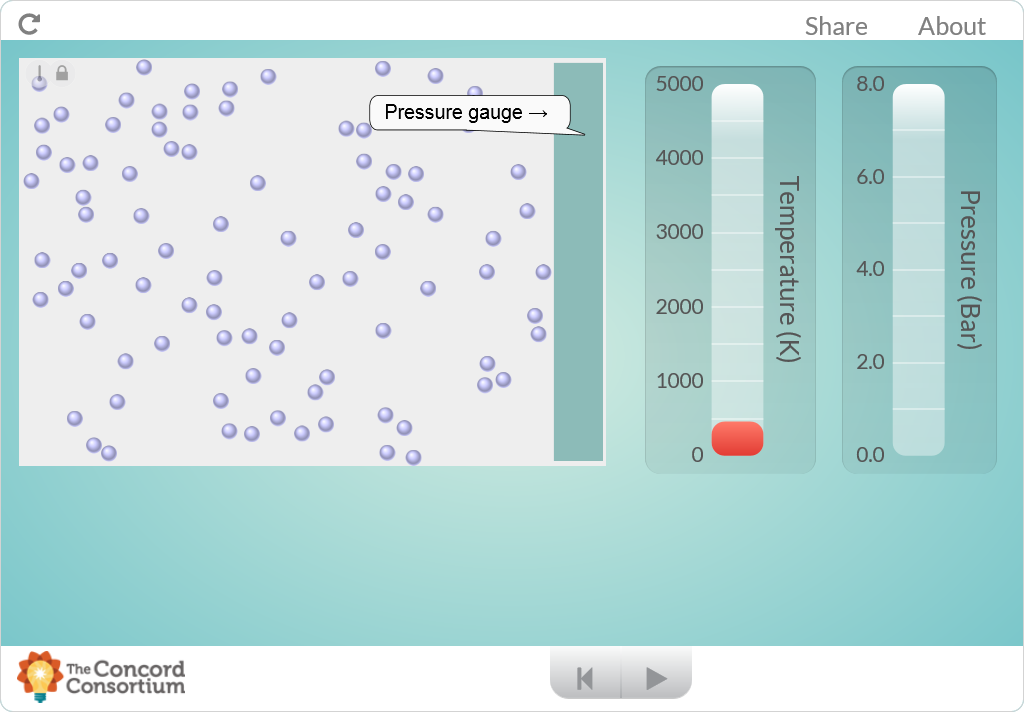 Share
About
Pressure gauge →
5000
4000
3000
2000
1000
0
Temperature (K)
8.0
6.0
4.0
2.0
0.0
Pressure (Bar)
The Concord
Consortium